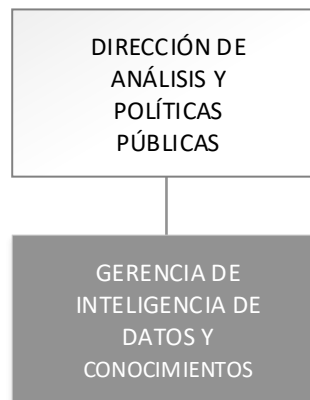 DIRECCIÓN DE
ANÁLISIS Y
POLÍTICAS
PÚBLICAS
GERENCIA DE
INTELIGENCIA DE
DATOS Y
CONOCIMIENTOS